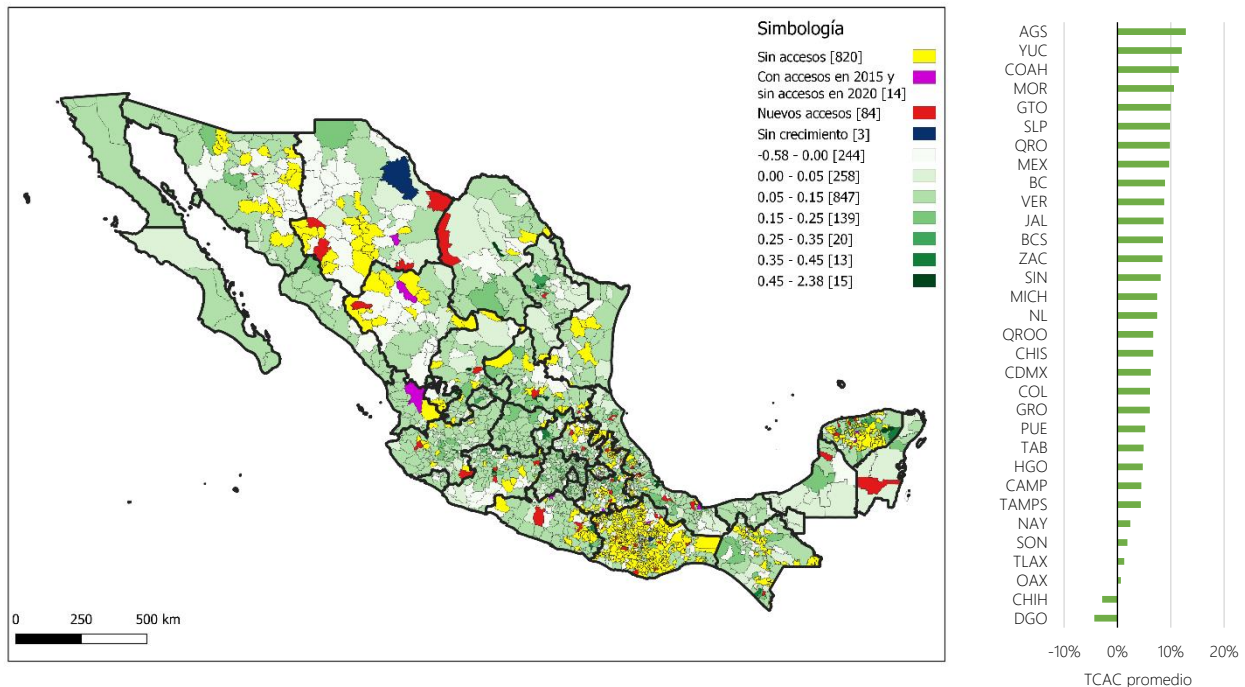 Simbología
Sin accesos [820]
Con accesos en 2015 y
sin accesos en 2020 [14]
Nuevos accesos [84]
Sin crecimiento [3]
-0.58 - 0.00 [244]
0.00 - 0.05 [258]
0.05 - 0.15 [847]
0.15 - 0.25 [139]
0.25 - 0.35 [20]
0.35 - 0.45 [13]
0.45 - 2.38 [15]
0 250 500 km
AGS
YUC
COAH
MOR
GTO
SLP
QRO
MEX
BC
VER
JAL
BCS
ZAC
SIN
MICH
NL
QROO
CHIS
CDMX
COL
GRO
PUE
TAB
HGO
CAMP
TAMPS
NAY
SON
TLAX
OAX
CHIH
DGO
-10% 0% 10% 20%
TCAC promedio